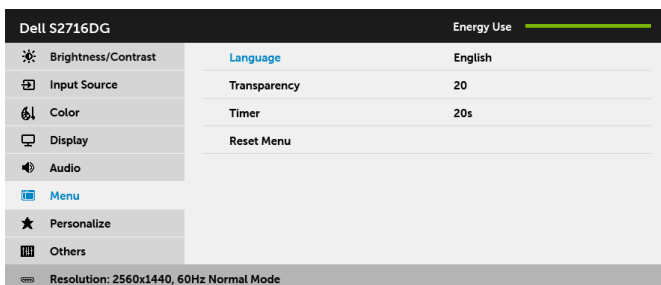 Dell S2716DG Energy Use
Brightness/Contrast Language English
Input Source Transparency 20
Color Timer 20s
Display Reset Menu
Audio
Menu
Personalize
Others
Resolution: 2560x1440, 60Hz Normal Mode